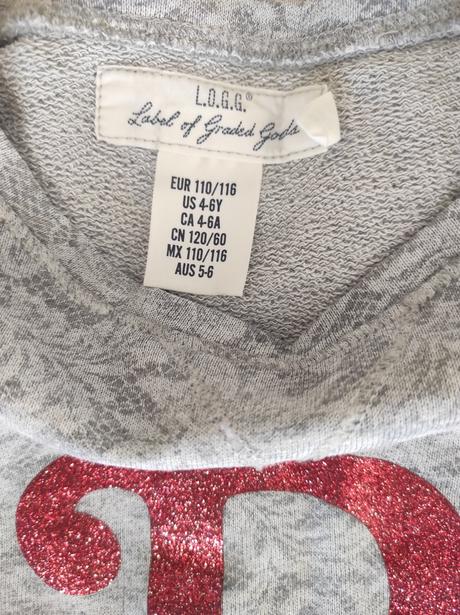 L.O.G.G.®
Label of Graded Goods
EUR 110/116
US 4-6Y
CA 4-6A
CN 120/60
MX 110/116
AUS 5-6